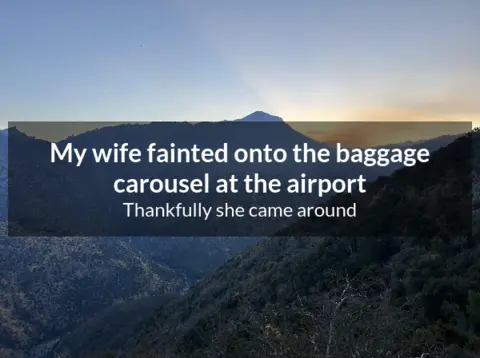 My wife fainted onto the baggage
carousel at the airport
Thankfully she came around